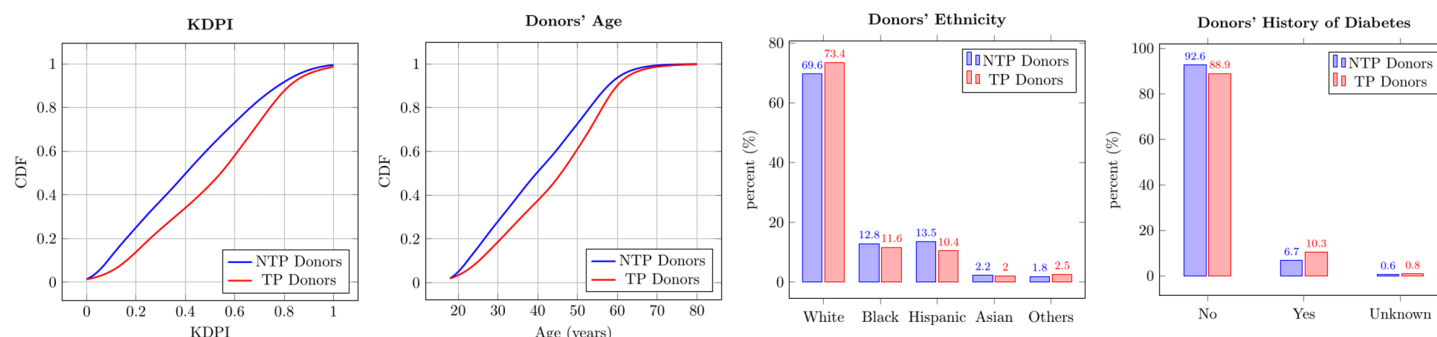 KDPI
CDF
1
0.8
0.6
0.4
0.2
0
0 0.2 0.4 0.6 0.8 1
KDPI
NTP Donors
TP Donors
Donors' Age
CDF
1
0.8
0.6
0.4
0.2
0
20 30 40 50 60 70 80
Age (years)
NTP Donors
TP Donors
Donors' Ethnicity
percent (%)
80
60
40
20
0
NTP Donors
TP Donors
69.6 73.4
12.8 11.6
13.5 10.4
2.2 2
1.8 2.5
White Black Hispanic Asian Others
Donors' History of Diabetes
percent (%)
100
80
60
40
20
0
NTP Donors
TP Donors
92.6 88.9
6.7 10.3
0.6 0.8
No Yes Unknown